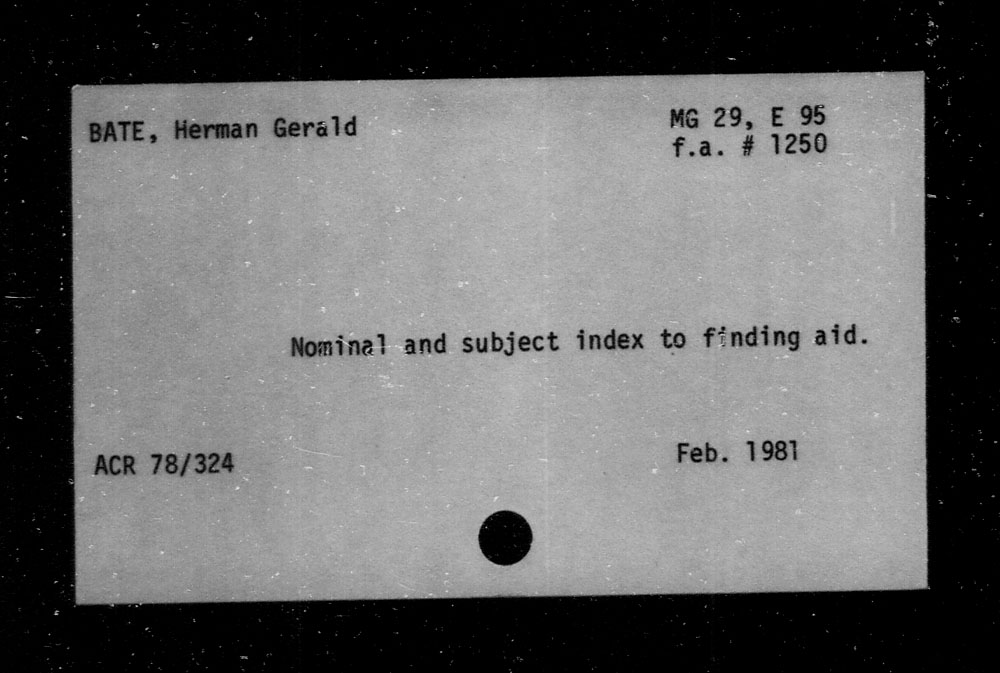 BATE, Herman Gerald
MG 29, E 95
f.a. # 1250
Nominal and subject index to finding aid.
ACR 78/324
Feb. 1981